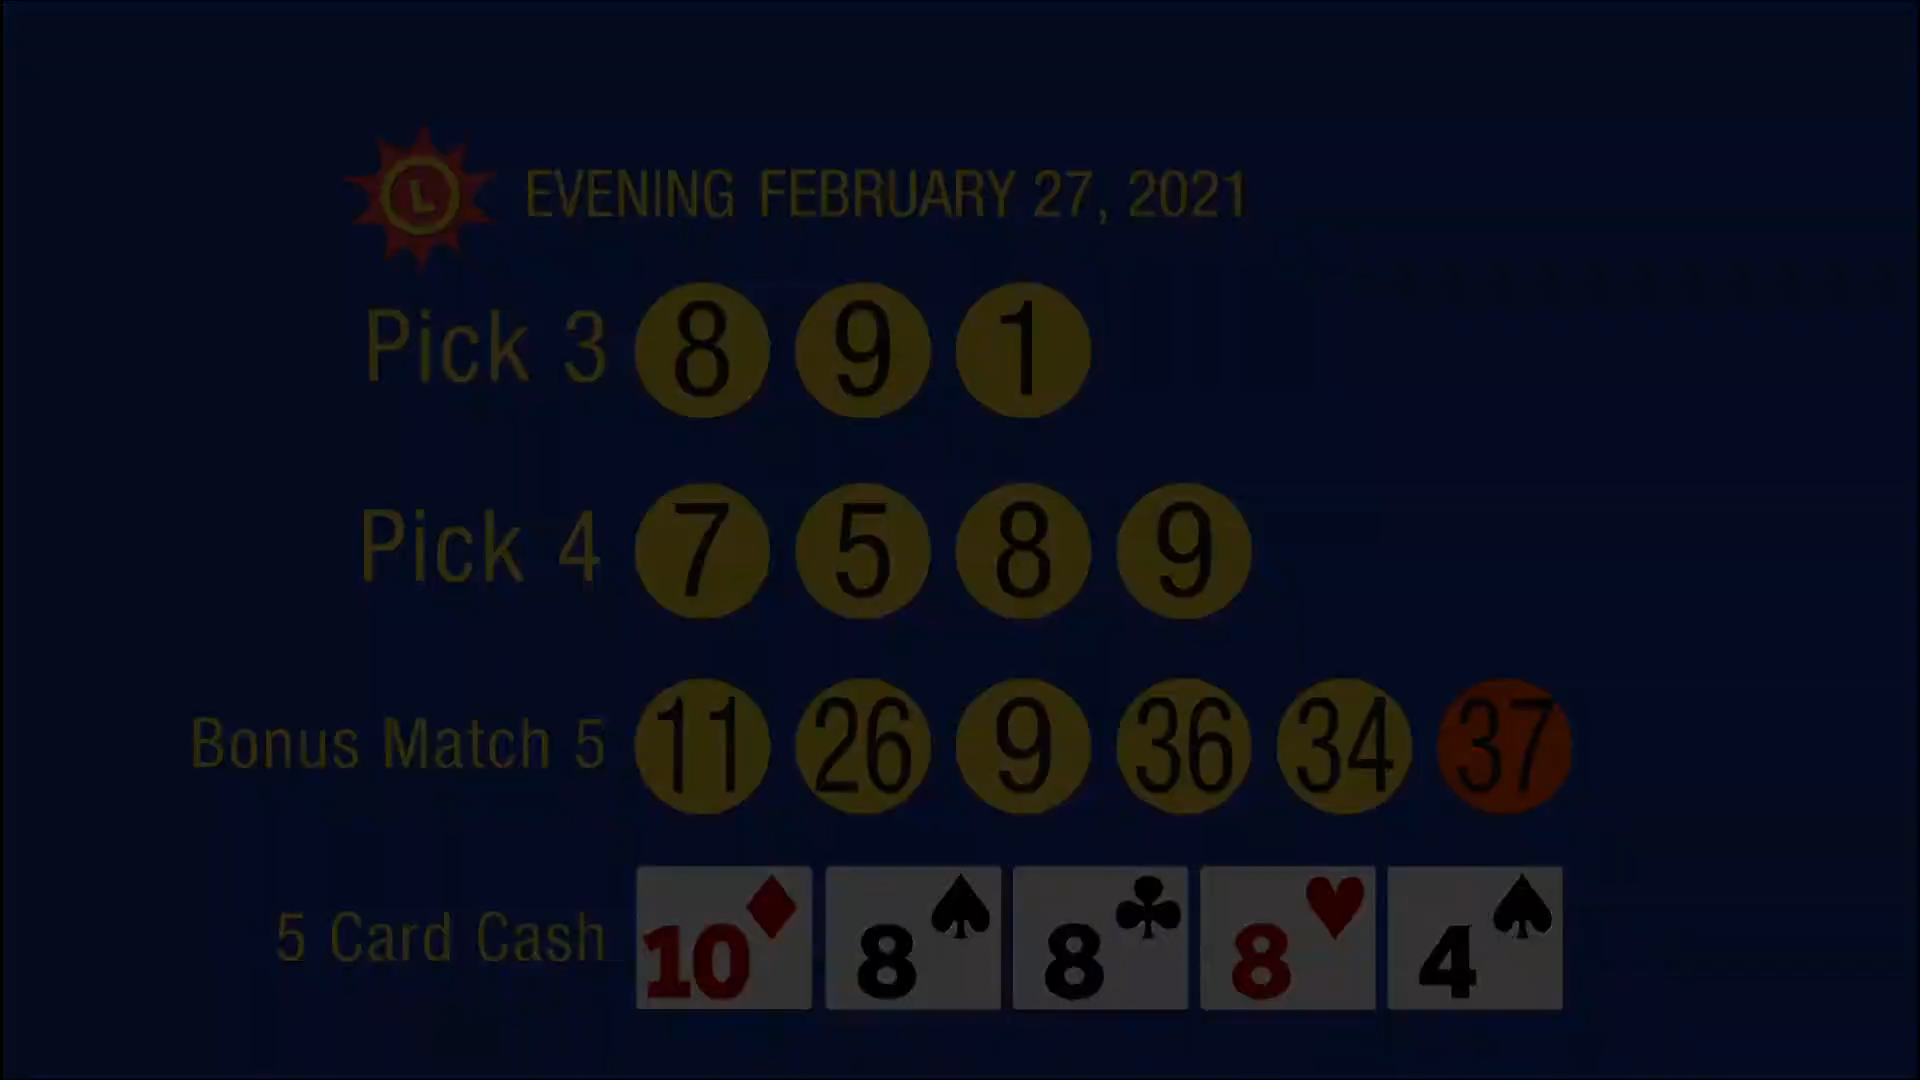 L EVENING FEBRUARY 27, 2021
Pick 3 8 9 1
Pick 4 7 5 8 9
Bonus Match 5 11 26 9 36 34 37
5 Card Cash 10♦ 8♠ 8♣ 8♥ 4♠